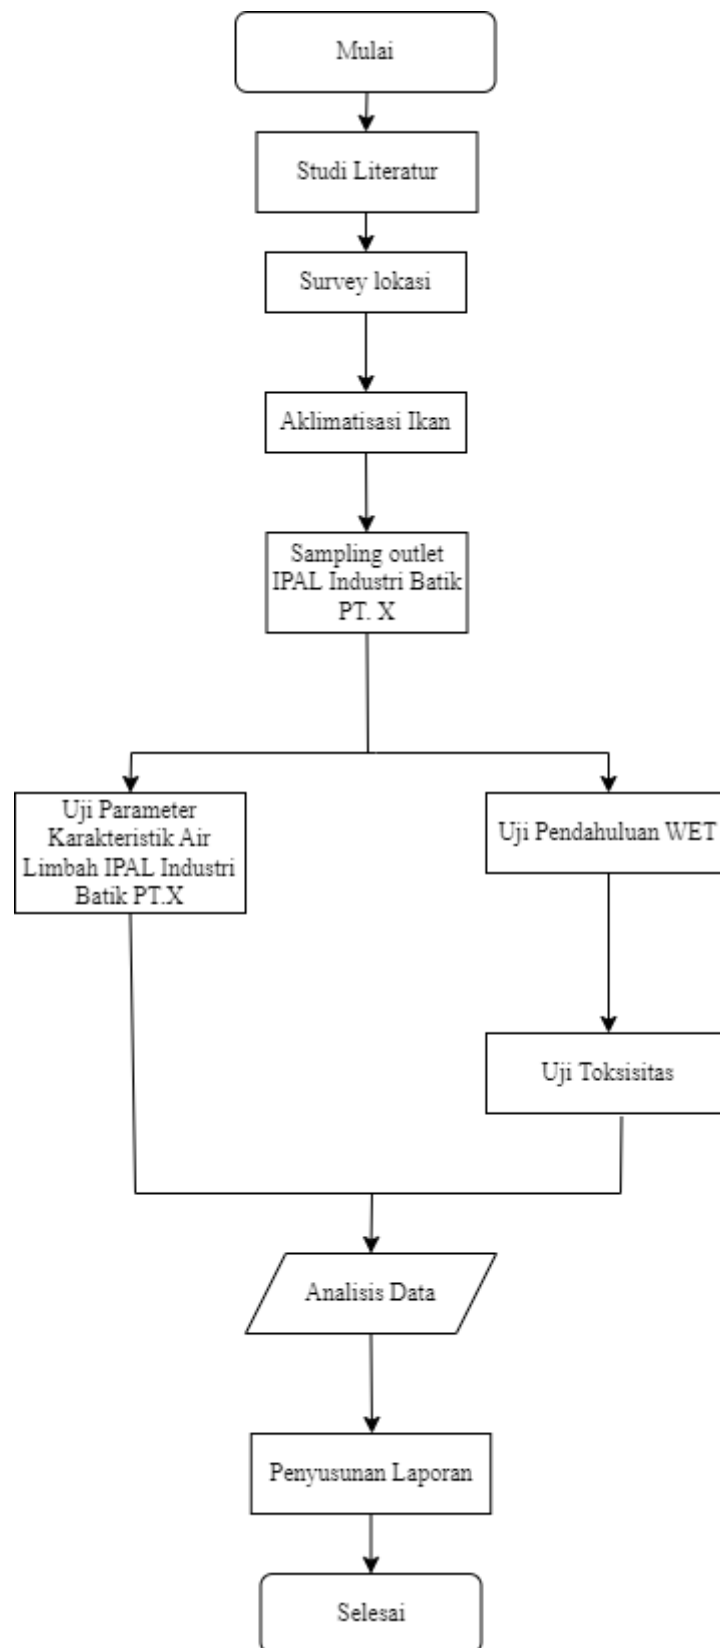 Mulai
Studi Literatur
Survey lokasi
Aklimatisasi Ikan
Sampling outlet
IPAL Industri Batik
PT. X
Uji Parameter
Karakteristik Air
Limbah IPAL Industri
Batik PT.X
Uji Pendahuluan WET
Uji Toksisitas
Analisis Data
Penyusunan Laporan
Selesai